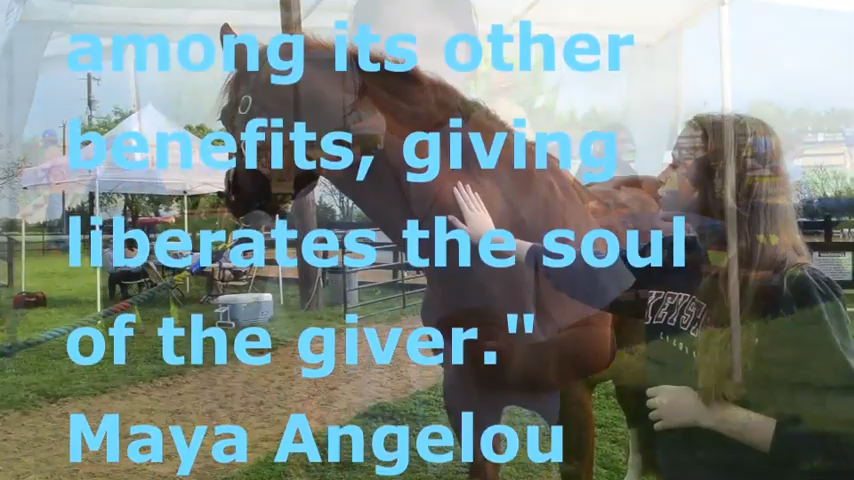 among its other
benefits, giving
liberates the soul
of the giver."
Maya Angelou